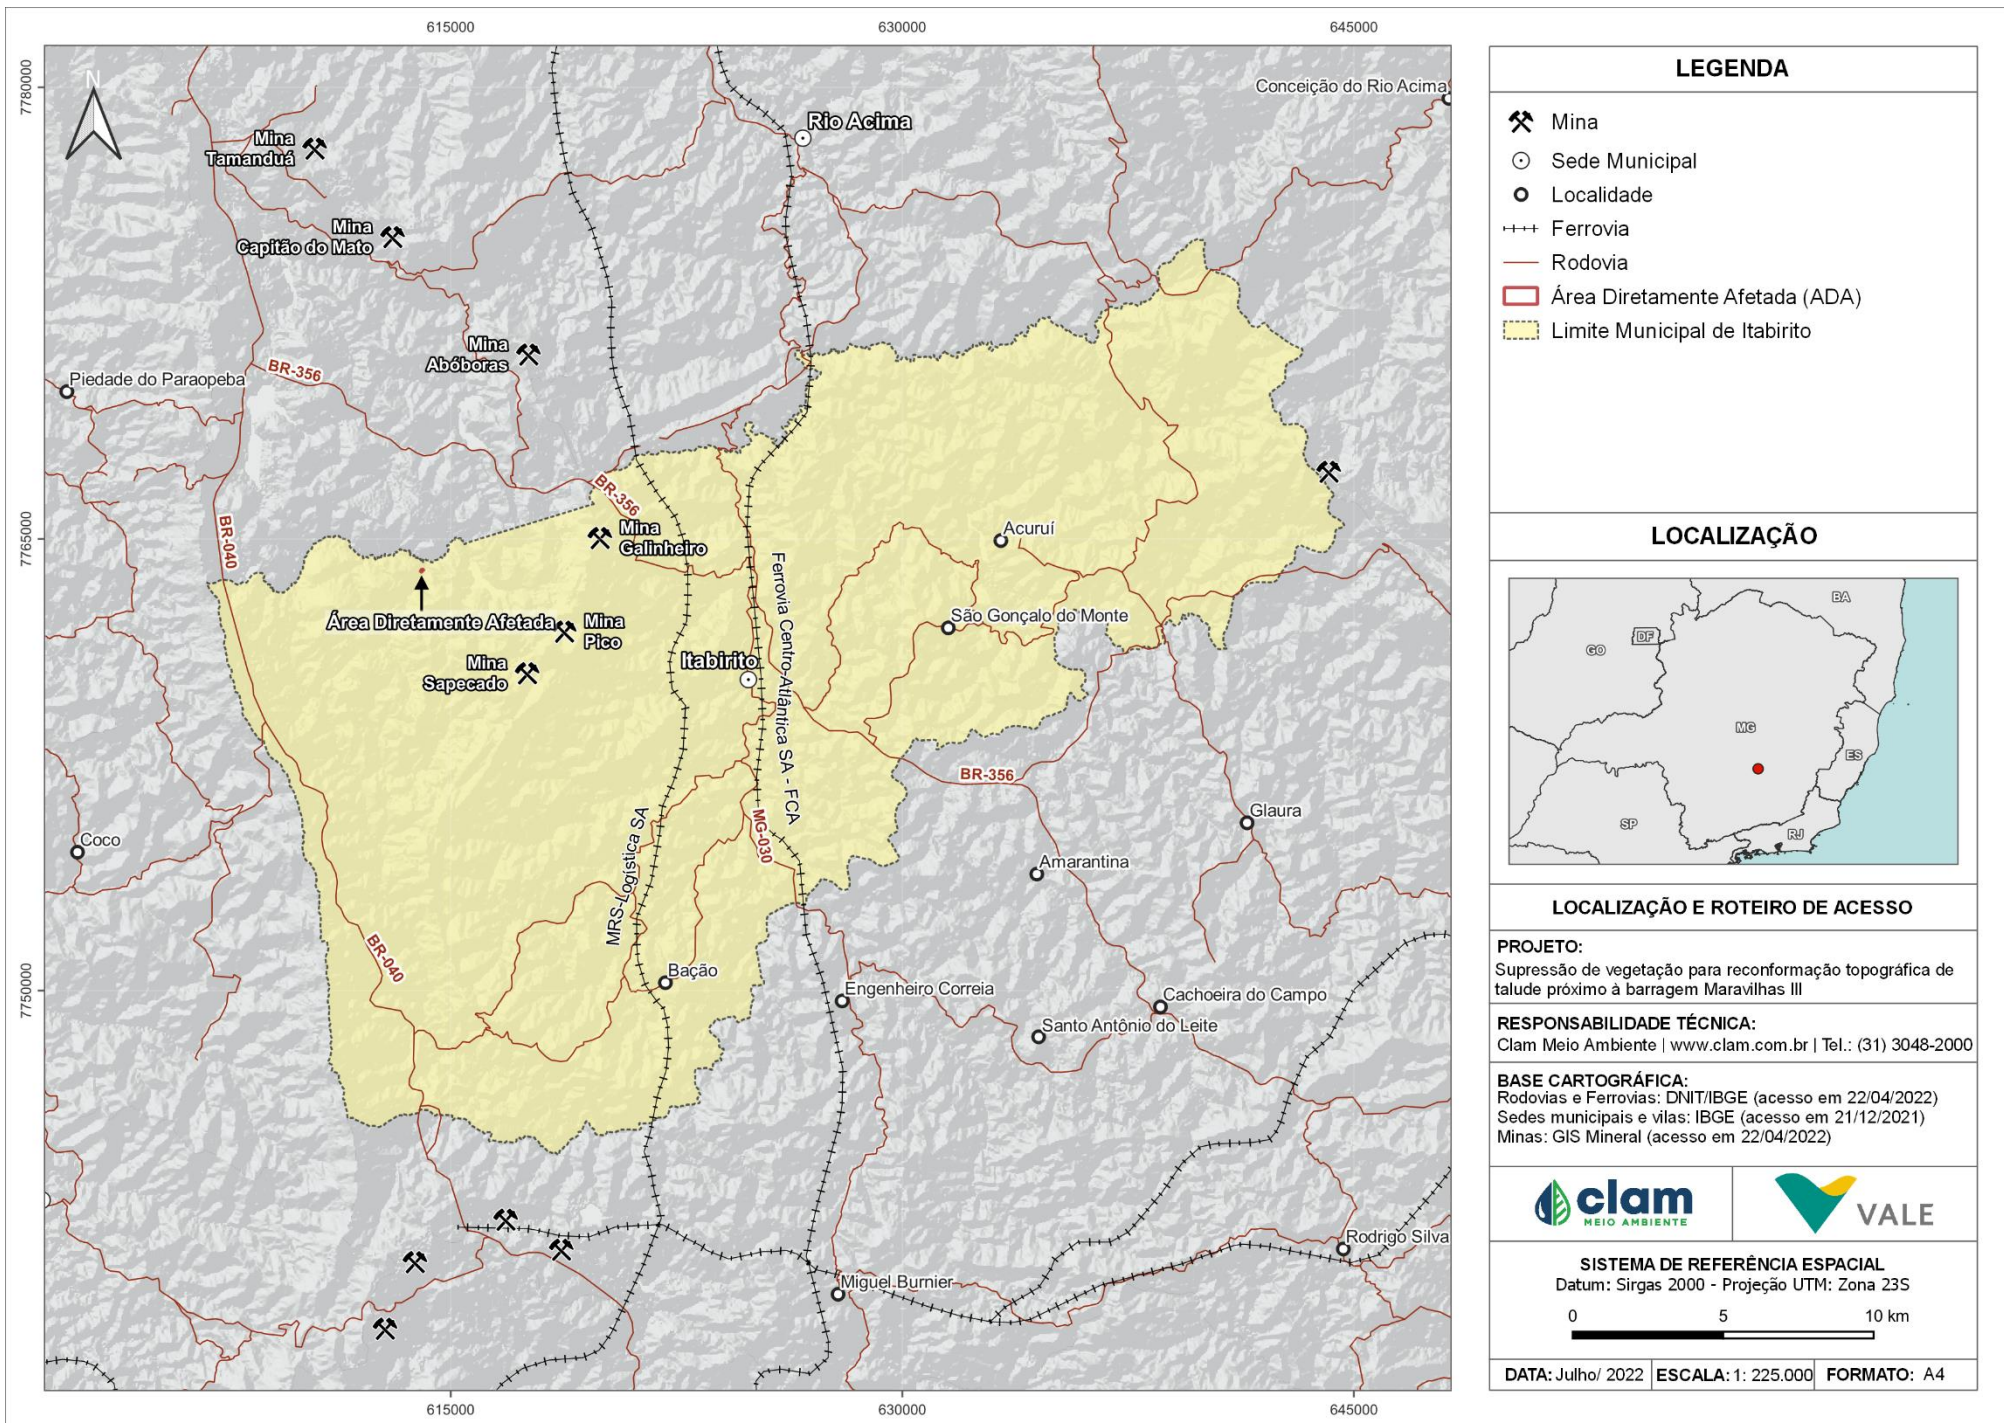 615000
630000
645000
7780000
7765000
7750000
N
Conceição do Rio Acima
Rio Acima
Mina
Tamanduá
Mina
Capitão do Mato
Mina
Abóboras
Piedade do Paraopeba
BR-356
BR-356
BR-040
Mina
Galinheiro
Acuruí
Ferrovia Centro-Atlântica SA - FCA
Área Diretamente Afetada
Mina
Pico
São Gonçalo do Monte
Mina
Sapecado
Itabirito
BR-356
MRS-Logística SA
MG-030
Glaura
Coco
Amarantina
BR-040
Bação
Engenheiro Correia
Cachoeira do Campo
Santo Antônio do Leite
Rodrigo Silva
Miguel Burnier
615000
630000
645000
LEGENDA
Mina
Sede Municipal
Localidade
Ferrovia
Rodovia
Área Diretamente Afetada (ADA)
Limite Municipal de Itabirito
LOCALIZAÇÃO
BA
DF
GO
MG
ES
SP
RJ
LOCALIZAÇÃO E ROTEIRO DE ACESSO
PROJETO:
Supressão de vegetação para reconformação topográfica de
talude próximo à barragem Maravilhas III
RESPONSABILIDADE TÉCNICA:
Clam Meio Ambiente | www.clam.com.br | Tel.: (31) 3048-2000
BASE CARTOGRÁFICA:
Rodovias e Ferrovias: DNIT/IBGE (acesso em 22/04/2022)
Sedes municipais e vilas: IBGE (acesso em 21/12/2021)
Minas: GIS Mineral (acesso em 22/04/2022)
clam
MEIO AMBIENTE
VALE
SISTEMA DE REFERÊNCIA ESPACIAL
Datum: Sirgas 2000 - Projeção UTM: Zona 23S
0 5 10 km
DATA: Julho/ 2022 ESCALA: 1: 225.000 FORMATO: A4